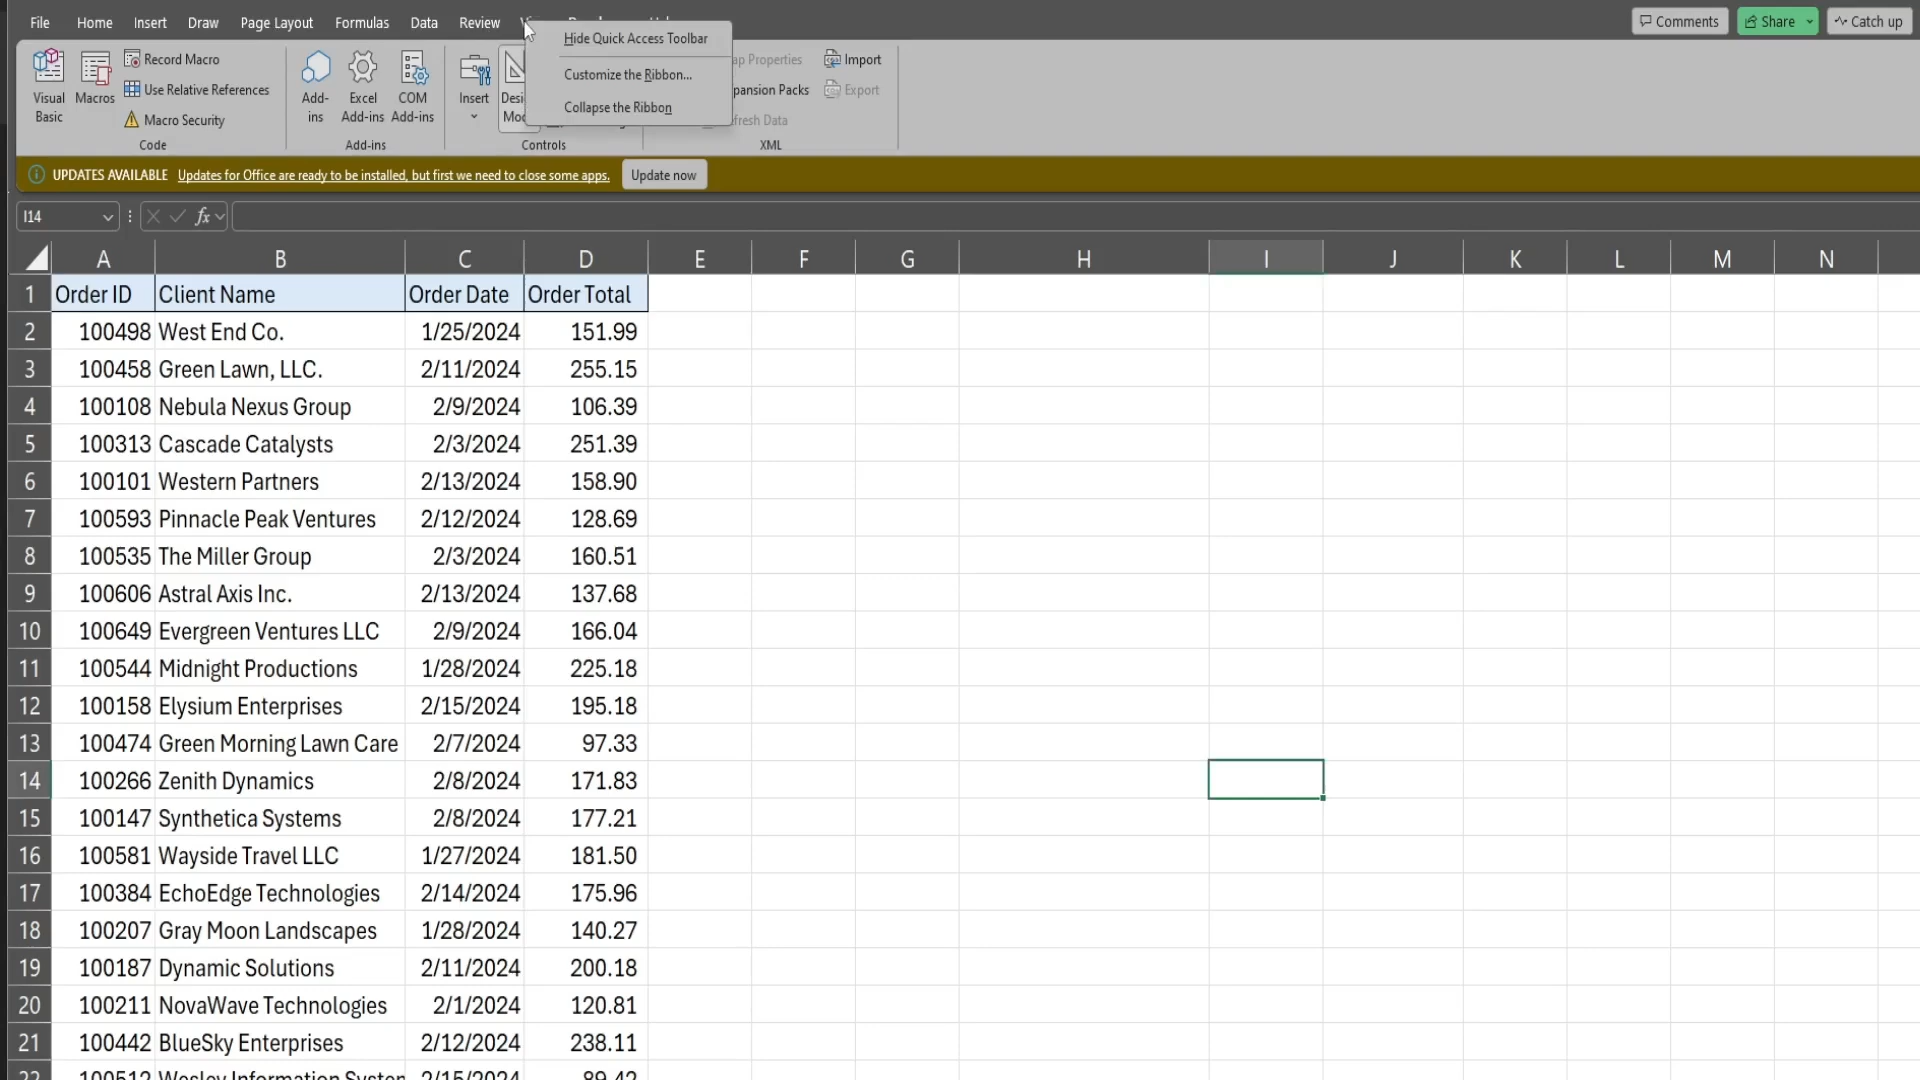 File Home Insert Draw Page Layout Formulas Data Review
Comments Share Catch up
Hide Quick Access Toolbar
Customize the Ribbon...
Collapse the Ribbon
Visual Basic
Macros
Record Macro
Use Relative References
Macro Security
Code
Add-ins
Excel Add-ins
COM Add-ins
Add-ins
Insert
Controls
Properties
Packs
Data
Import
Export
XML
UPDATES AVAILABLE Updates for Office are ready to be installed, but first we need to close some apps. Update now
I14 fx
A B C D E F G H I J K L M N
1 Order ID Client Name Order Date Order Total
2 100498 West End Co. 1/25/2024 151.99
3 100458 Green Lawn, LLC. 2/11/2024 255.15
4 100108 Nebula Nexus Group 2/9/2024 106.39
5 100313 Cascade Catalysts 2/3/2024 251.39
6 100101 Western Partners 2/13/2024 158.90
7 100593 Pinnacle Peak Ventures 2/12/2024 128.69
8 100535 The Miller Group 2/3/2024 160.51
9 100606 Astral Axis Inc. 2/13/2024 137.68
10 100649 Evergreen Ventures LLC 2/9/2024 166.04
11 100544 Midnight Productions 1/28/2024 225.18
12 100158 Elysium Enterprises 2/15/2024 195.18
13 100474 Green Morning Lawn Care 2/7/2024 97.33
14 100266 Zenith Dynamics 2/8/2024 171.83
15 100147 Synthetica Systems 2/8/2024 177.21
16 100581 Wayside Travel LLC 1/27/2024 181.50
17 100384 EchoEdge Technologies 2/14/2024 175.96
18 100207 Gray Moon Landscapes 1/28/2024 140.27
19 100187 Dynamic Solutions 2/11/2024 200.18
20 100211 NovaWave Technologies 2/1/2024 120.81
21 100442 BlueSky Enterprises 2/12/2024 238.11
22 100512 Wesley Information 2/15/2024 89.42